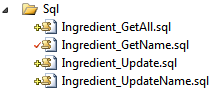 Sql
Ingredient_GetAll.sql
Ingredient_GetName.sql
Ingredient_Update.sql
Ingredient_UpdateName.sql